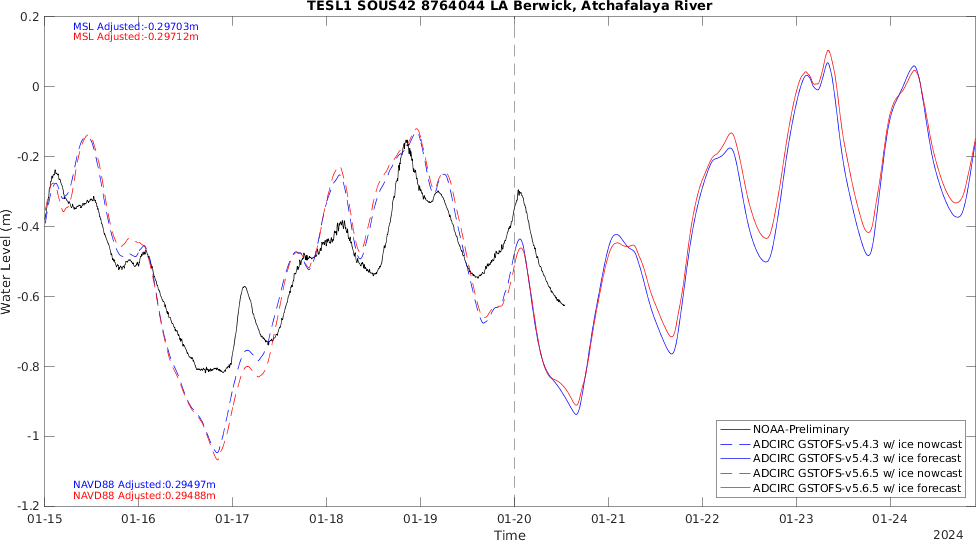 TESL1 SOUS42 8764044 LA Berwick, Atchafalaya River
MSL Adjusted:-0.29703m
MSL Adjusted:-0.29712m
0.2
0
-0.2
-0.4
-0.6
-0.8
-1
-1.2
Water Level (m)
NAVD88 Adjusted:0.29497m
NAVD88 Adjusted:0.29488m
NOAA-Preliminary
ADCIRC GSTOFS-v5.4.3 w/ ice nowcast
ADCIRC GSTOFS-v5.4.3 w/ ice forecast
ADCIRC GSTOFS-v5.6.5 w/ ice nowcast
ADCIRC GSTOFS-v5.6.5 w/ ice forecast
01-15 01-16 01-17 01-18 01-19 01-20 01-21 01-22 01-23 01-24
Time
2024